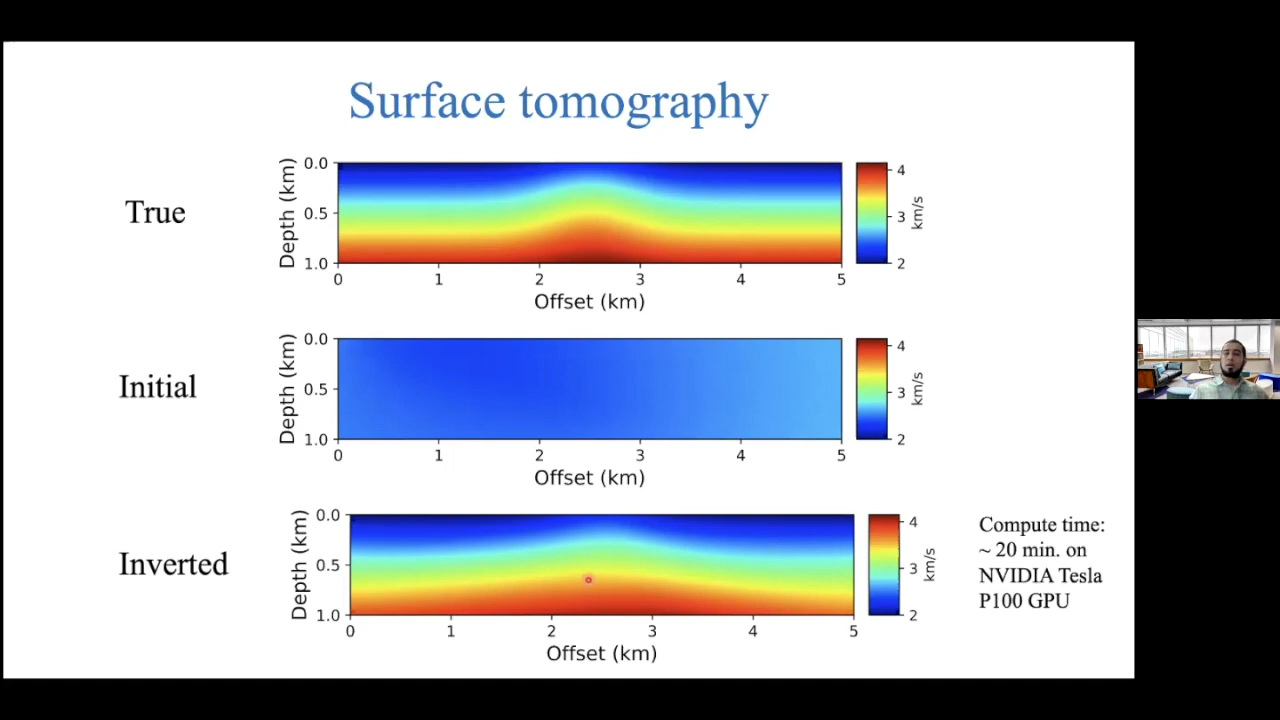 Surface tomography
True
Depth (km)
0.0
0.5
1.0
0 1 2 3 4 5
Offset (km)
4
3
2
km/s
Initial
Depth (km)
0.0
0.5
1.0
0 1 2 3 4 5
Offset (km)
4
3
2
km/s
Inverted
Depth (km)
0.0
0.5
1.0
0 1 2 3 4 5
Offset (km)
4
3
2
km/s
Compute time:
~ 20 min. on
NVIDIA Tesla
P100 GPU